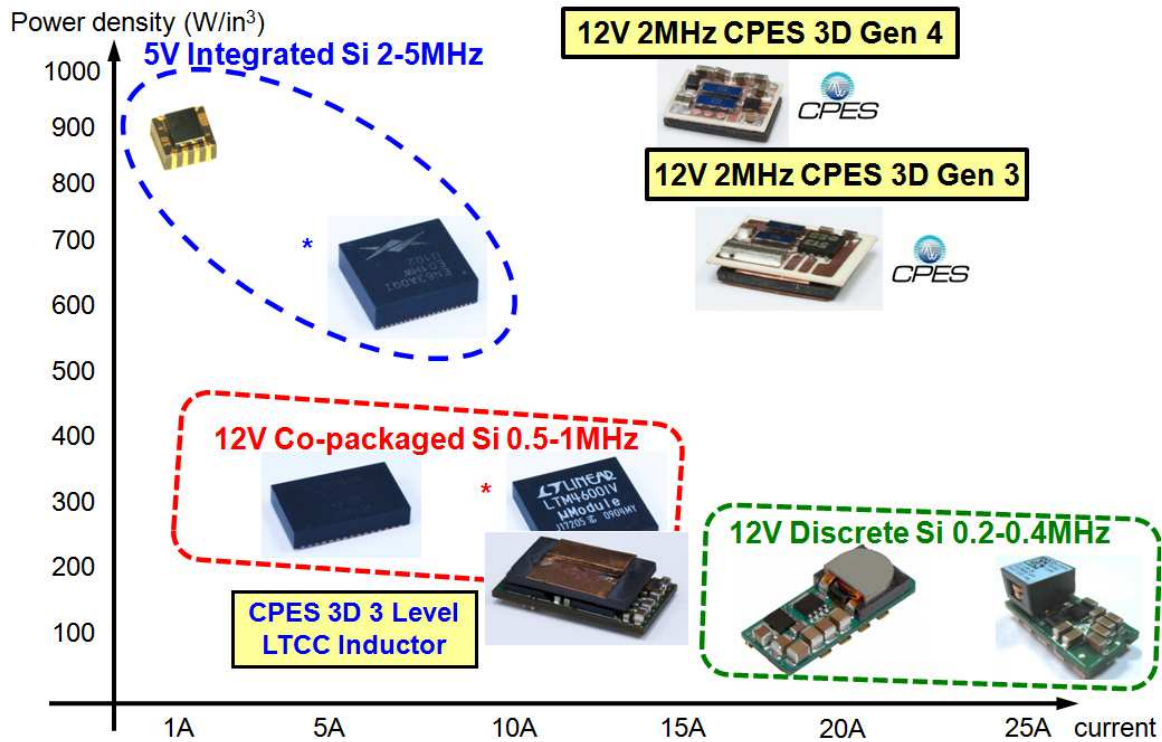 Power density (W/in³)
5V Integrated Si 2-5MHz
12V 2MHz CPES 3D Gen 4
CPES
12V 2MHz CPES 3D Gen 3
CPES
1000
900
800
700
600
500
400
300
200
100
*
12V Co-packaged Si 0.5-1MHz
*
LINEAR
LTM4600IV
µModule
0904MY
12V Discrete Si 0.2-0.4MHz
CPES 3D 3 Level
LTCC Inductor
1A
5A
10A
15A
20A
25A
current